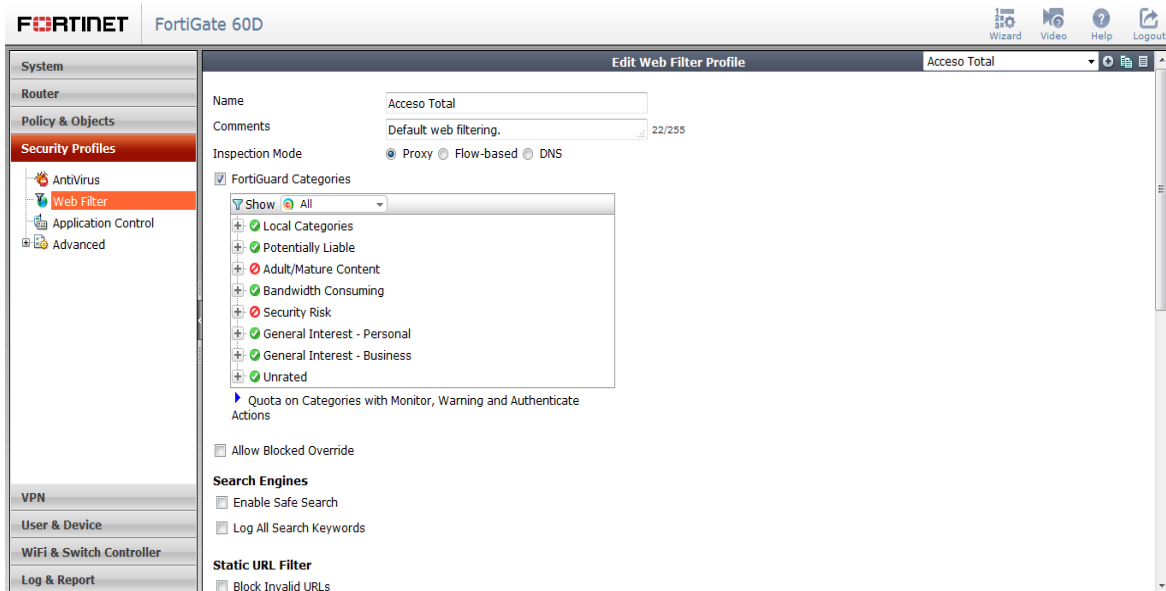 FORTINET FortiGate 60D
Wizard Video Help Logout
System
Router
Policy & Objects
Security Profiles
AntiVirus
Web Filter
Application Control
Advanced
VPN
User & Device
WiFi & Switch Controller
Log & Report
Edit Web Filter Profile Acceso Total
Name Acceso Total
Comments Default web filtering. 22/255
Inspection Mode Proxy Flow-based DNS
FortiGuard Categories
Show All
Local Categories
Potentially Liable
Adult/Mature Content
Bandwidth Consuming
Security Risk
General Interest - Personal
General Interest - Business
Unrated
Quota on Categories with Monitor, Warning and Authenticate
Actions
Allow Blocked Override
Search Engines
Enable Safe Search
Log All Search Keywords
Static URL Filter
Block Invalid URLs